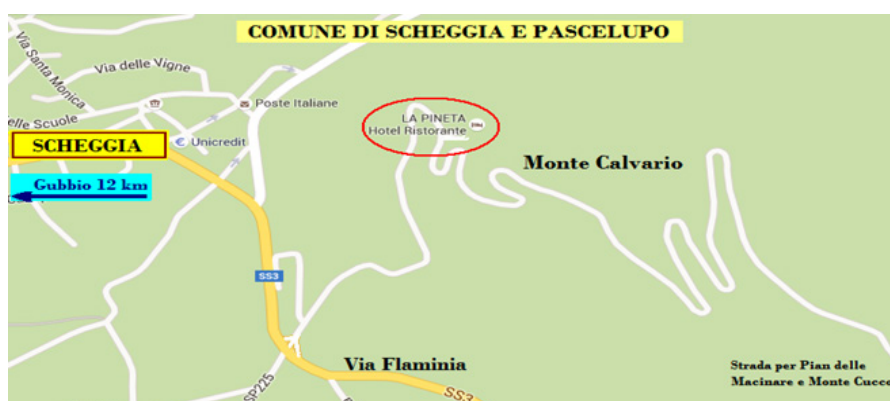 COMUNE DI SCHEGGIA E PASCELUPO
Via Santa Monica
Via delle Vigne
Poste Italiane
elle Scuole
€ Unicredit
LA PINETA
Hotel Ristorante
SCHEGGIA
Monte Calvario
Gubbio 12 km
SS3
Via Flaminia
Strada per Pian delle
Macinare e Monte Cucco
SP225
SS3